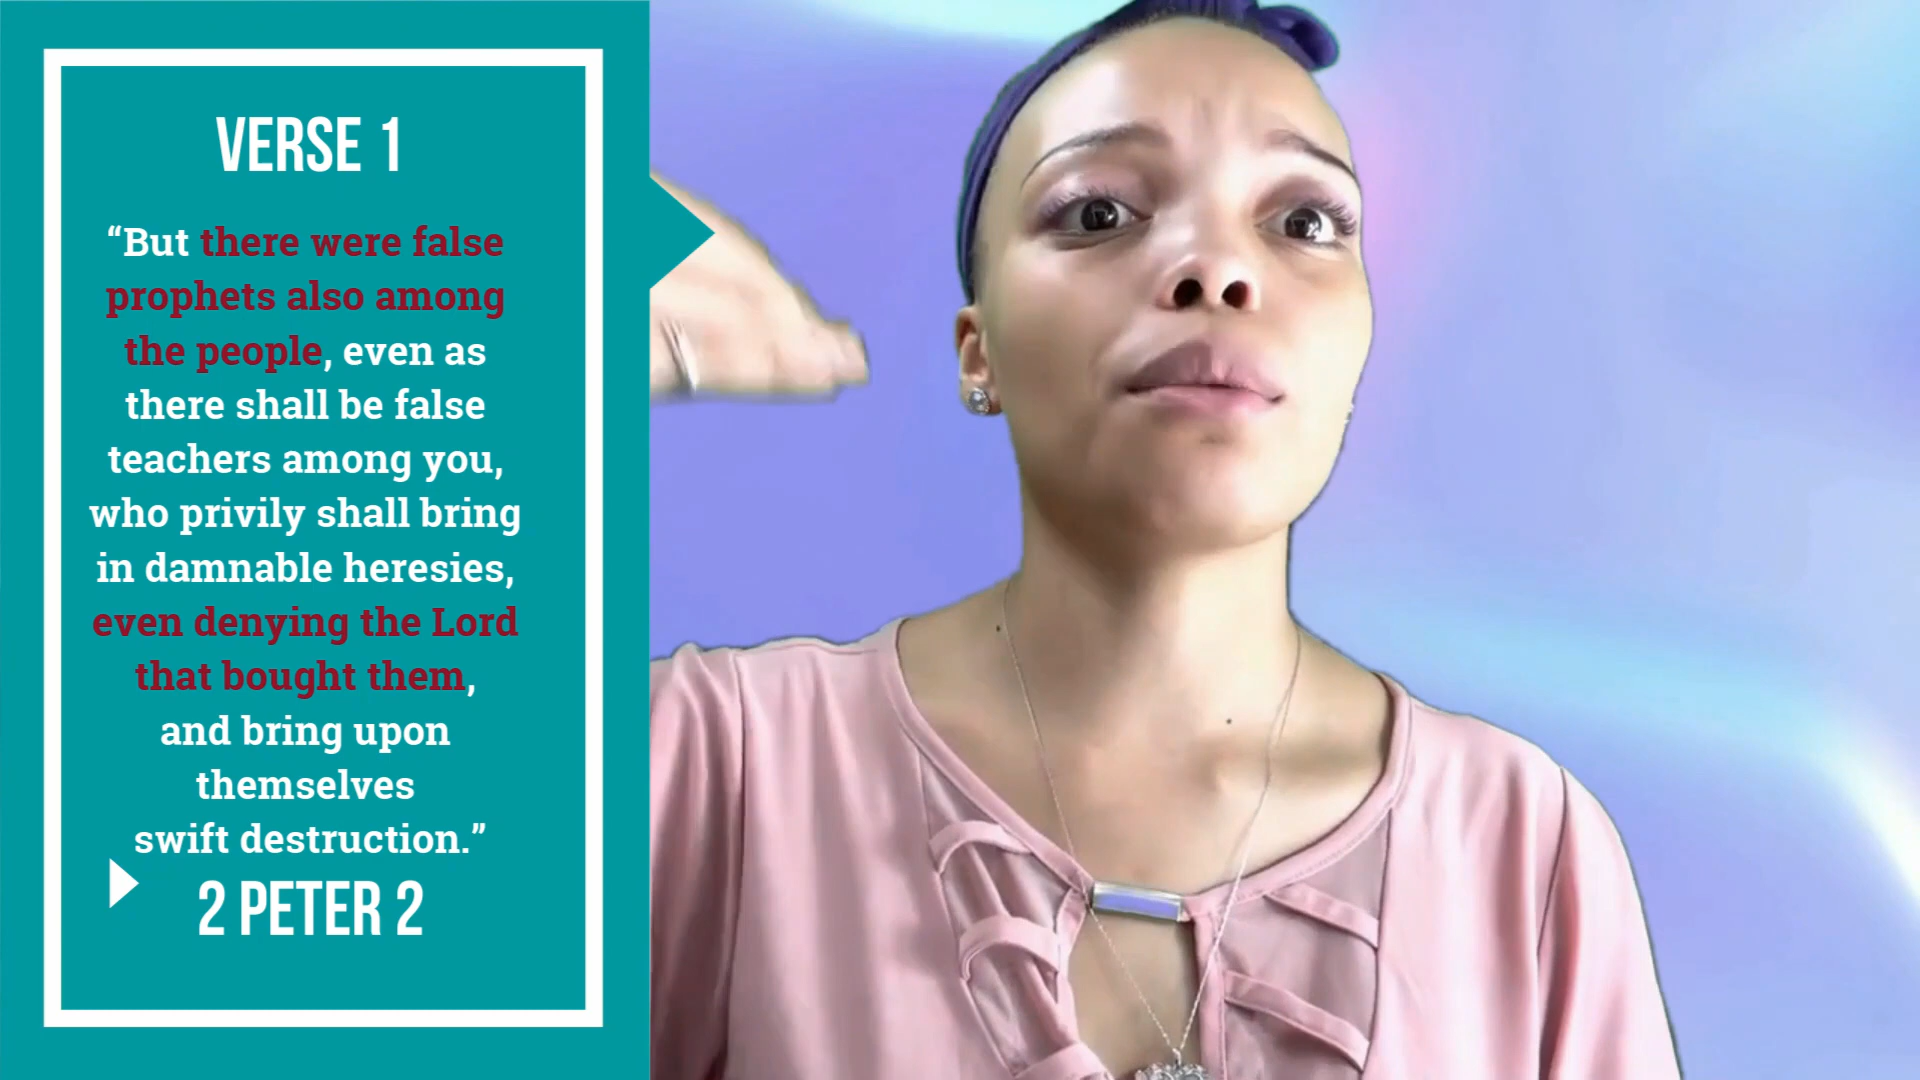 VERSE 1
“But there were false
prophets also among
the people, even as
there shall be false
teachers among you,
who privily shall bring
in damnable heresies,
even denying the Lord
that bought them,
and bring upon
themselves
swift destruction.”
2 PETER 2